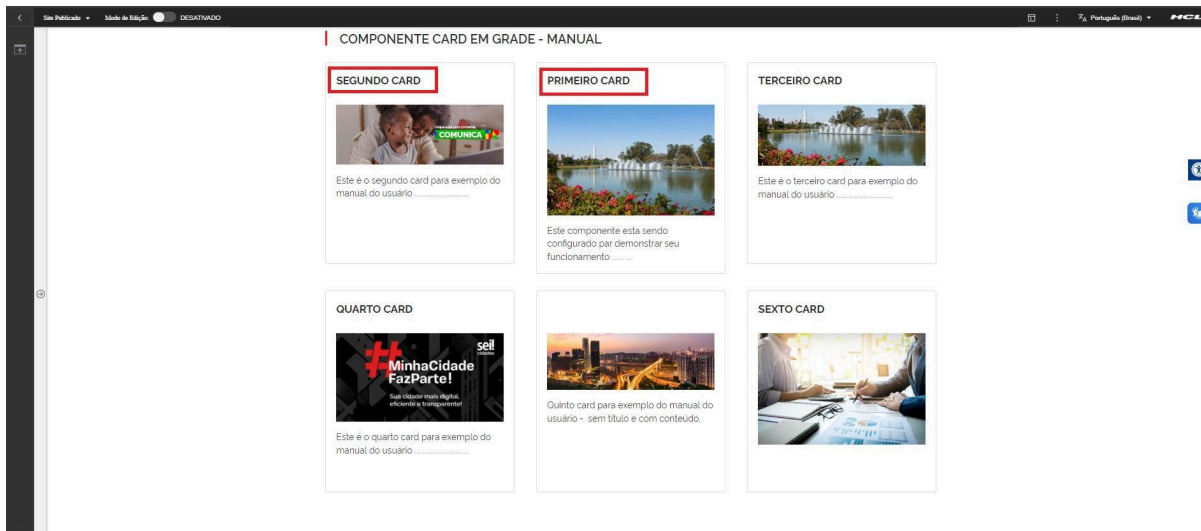 Site Publicado
Modo de Edição:
DESATIVADO
Português (Brasil)
HCL
COMPONENTE CARD EM GRADE - MANUAL
SEGUNDO CARD
COMUNICA
Este é o segundo card para exemplo do
manual do usuário ..........................
PRIMEIRO CARD
Este componente esta sendo
configurado par demonstrar seu
funcionamento ..........
TERCEIRO CARD
Este é o terceiro card para exemplo do
manual do usuário ..........................
QUARTO CARD
sei!
cidades
#MinhaCidade
FazParte!
Sua cidade mais digital,
eficiente e transparente!
Este é o quarto card para exemplo do
manual do usuário ..........................
Quinto card para exemplo do manual do
usuário - sem título e com conteúdo.
SEXTO CARD